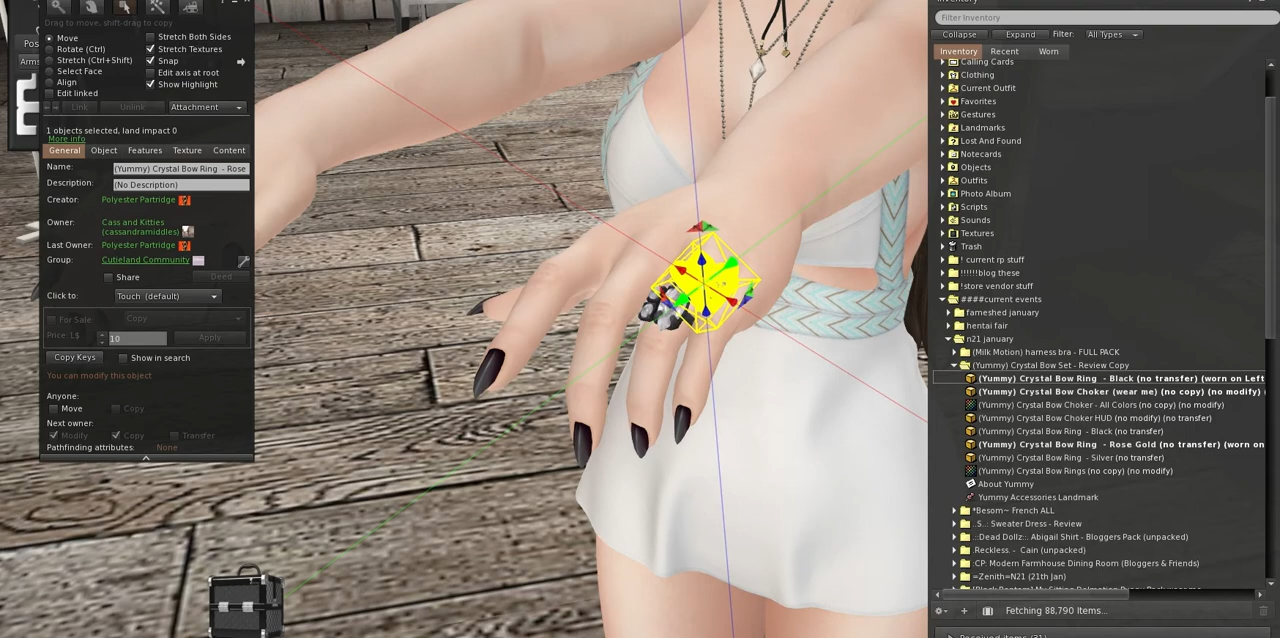 Drag to move, shift-drag to copy
Move
Rotate (Ctrl)
Stretch (Ctrl+Shift)
Select Face
Align
Edit linked
Stretch Both Sides
Stretch Textures
Snap
Edit axis at root
Show Highlight
Link
Unlink
Attachment
1 objects selected, land impact 0
More info
General
Object
Features
Texture
Content
Name: (Yummy) Crystal Bow Ring - Rose
Description: (No Description)
Creator: Polyester Partridge
Owner: Cass and Kitties
(cassandramiddles)
Last Owner: Polyester Partridge
Group: Cutieland Community
Share
Deed
Click to: Touch (default)
For Sale: Copy
Price: L$ 10
Apply
Copy Keys
Show in search
You can modify this object
Anyone:
Move
Copy
Next owner:
Modify
Copy
Transfer
Pathfinding attributes: None
Inventory
Filter Inventory
Collapse
Expand
Filter:
All Types
Inventory
Recent
Worn
Calling Cards
Clothing
Current Outfit
Favorites
Gestures
Landmarks
Lost And Found
Notecards
Objects
Outfits
Photo Album
Scripts
Sounds
Textures
Trash
! current rp stuff
!!!!!!blog these
!store vendor stuff
####current events
fameshed january
hentai fair
n21 january
(Milk Motion) harness bra - FULL PACK
(Yummy) Crystal Bow Set - Review Copy
(Yummy) Crystal Bow Ring - Black (no transfer) (worn on Left
(Yummy) Crystal Bow Choker (wear me) (no copy) (no modify) (
(Yummy) Crystal Bow Choker - All Colors (no copy) (no modify)
(Yummy) Crystal Bow Choker HUD (no modify) (no transfer)
(Yummy) Crystal Bow Ring - Black (no transfer)
(Yummy) Crystal Bow Ring - Rose Gold (no transfer) (worn on
(Yummy) Crystal Bow Ring - Silver (no transfer)
(Yummy) Crystal Bow Rings (no copy) (no modify)
About Yummy
Yummy Accessories Landmark
*Besom~ French ALL
..S..: Sweater Dress - Review
.:Dead Dollz:. Abigail Shirt - Bloggers Pack (unpacked)
.Reckless. - Cain (unpacked)
:CP: Modern Farmhouse Dining Room (Bloggers & Friends)
=Zenith=N21 (21th Jan)
Fetching 88,790 Items...